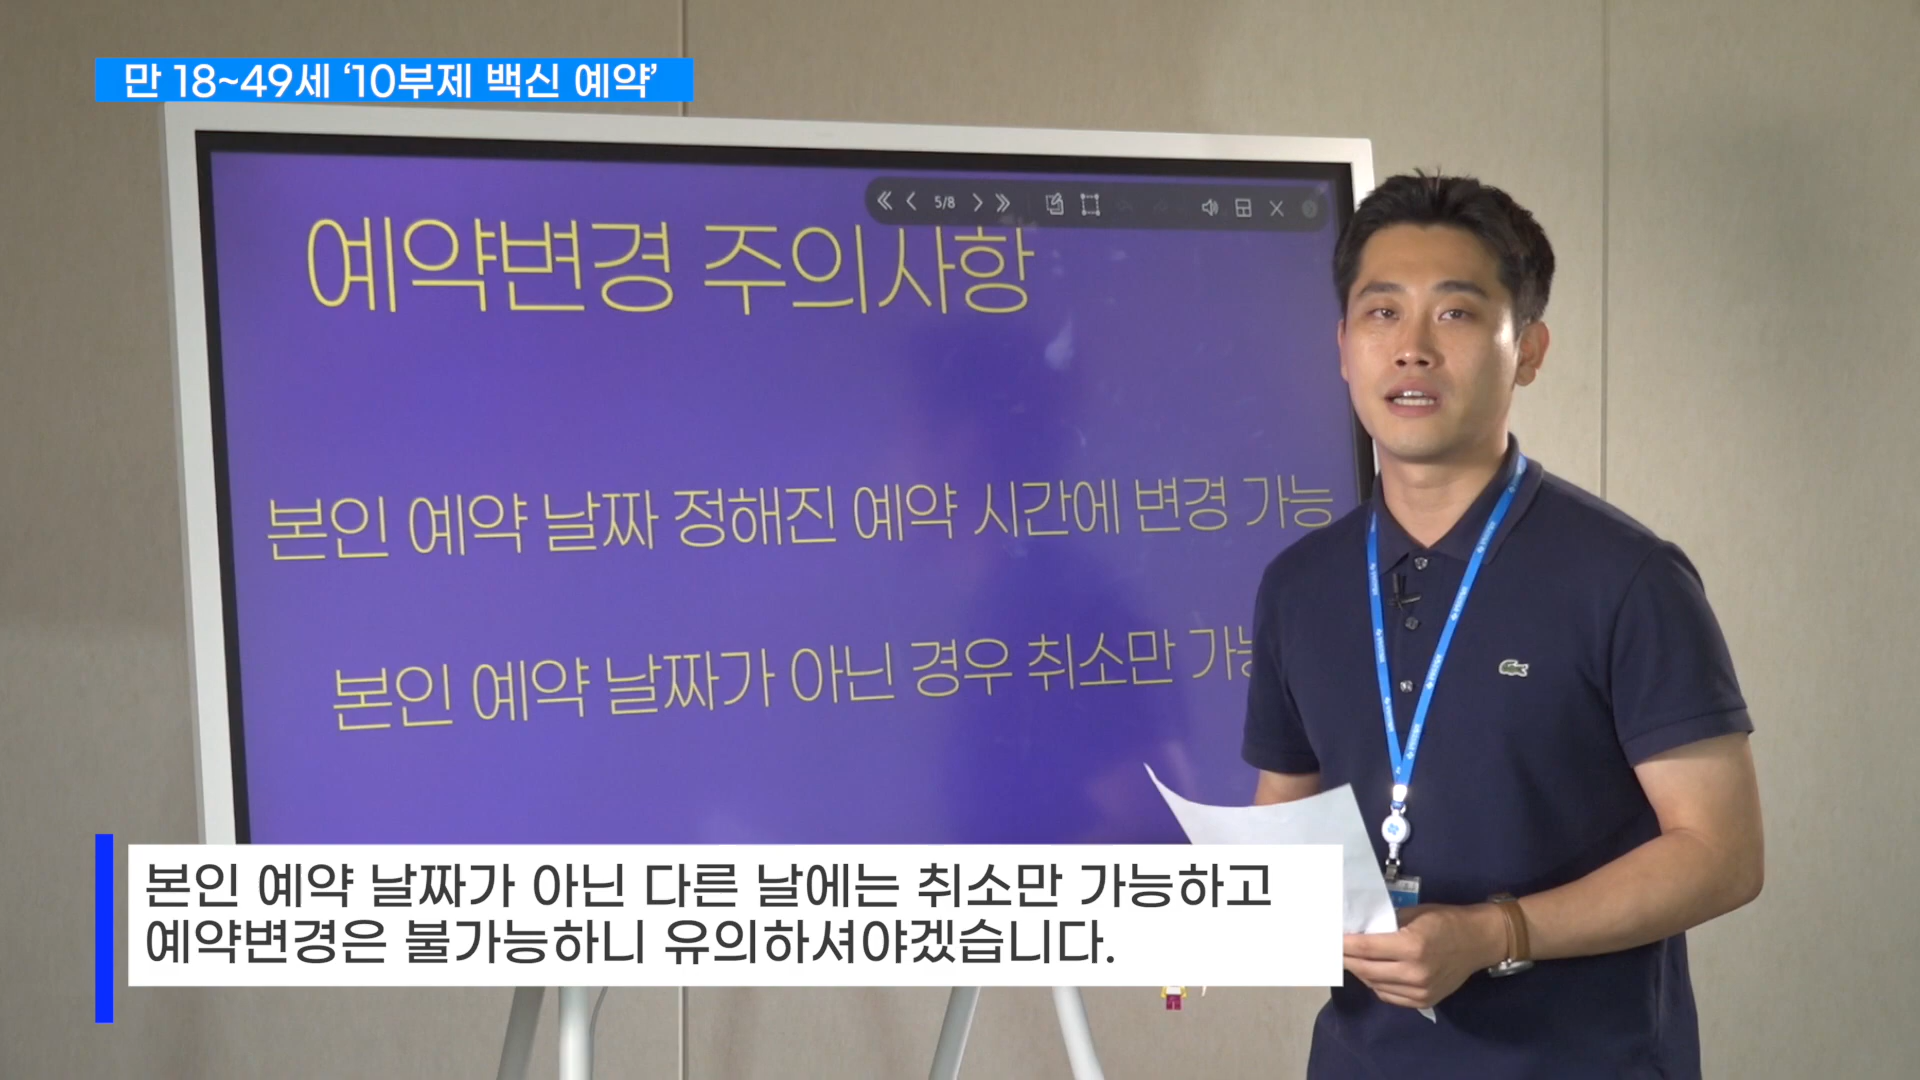 만 18~49세 ‘10부제 백신 예약’
5/8
예약변경 주의사항
본인 예약 날짜 정해진 예약 시간에 변경 가능
본인 예약 날짜가 아닌 경우 취소만 가능
본인 예약 날짜가 아닌 다른 날에는 취소만 가능하고
예약변경은 불가능하니 유의하셔야겠습니다.